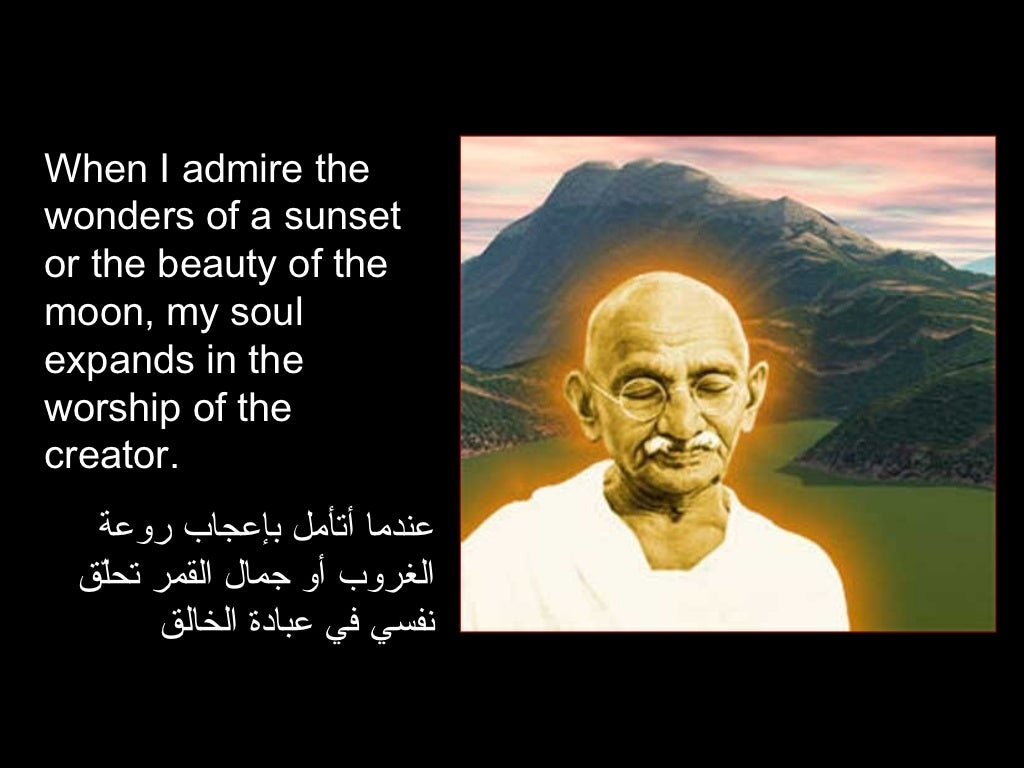 When I admire the
wonders of a sunset
or the beauty of the
moon, my soul
expands in the
worship of the
creator.
عندما أتأمل بإعجاب روعة
الغروب أو جمال القمر تحلّق
نفسي في عبادة الخالق